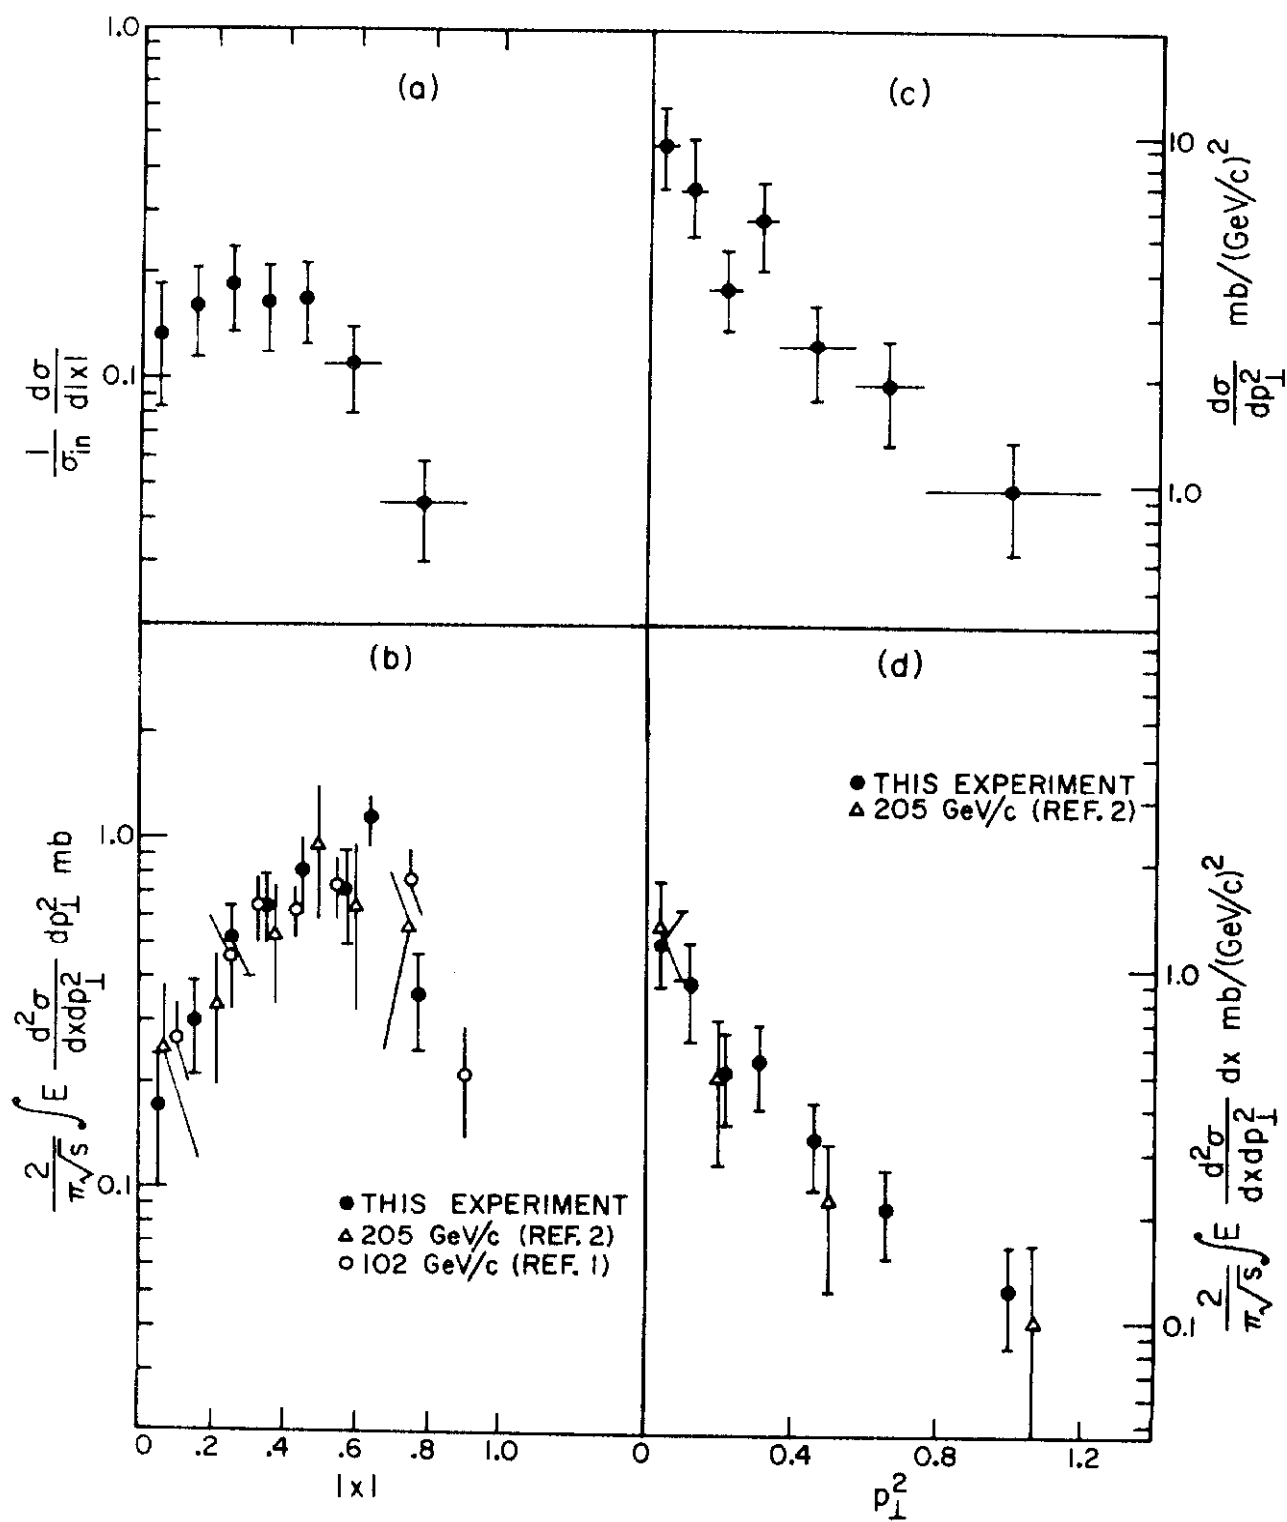 1.0
(a)
0.1
1/σin dσ/d|x|
(c)
10
1.0
dσ/dp⊥² mb/(GeV/c)²
(b)
1.0
0.1
2/π√s ∫ E d²σ/dxdp⊥² dp⊥² mb
● THIS EXPERIMENT
△ 205 GeV/c (REF. 2)
○ 102 GeV/c (REF. 1)
0 .2 .4 .6 .8 1.0
|x|
(d)
● THIS EXPERIMENT
△ 205 GeV/c (REF. 2)
1.0
0.1
2/π√s ∫ E d²σ/dxdp⊥² dx mb/(GeV/c)²
0 0.4 0.8 1.2
p⊥²